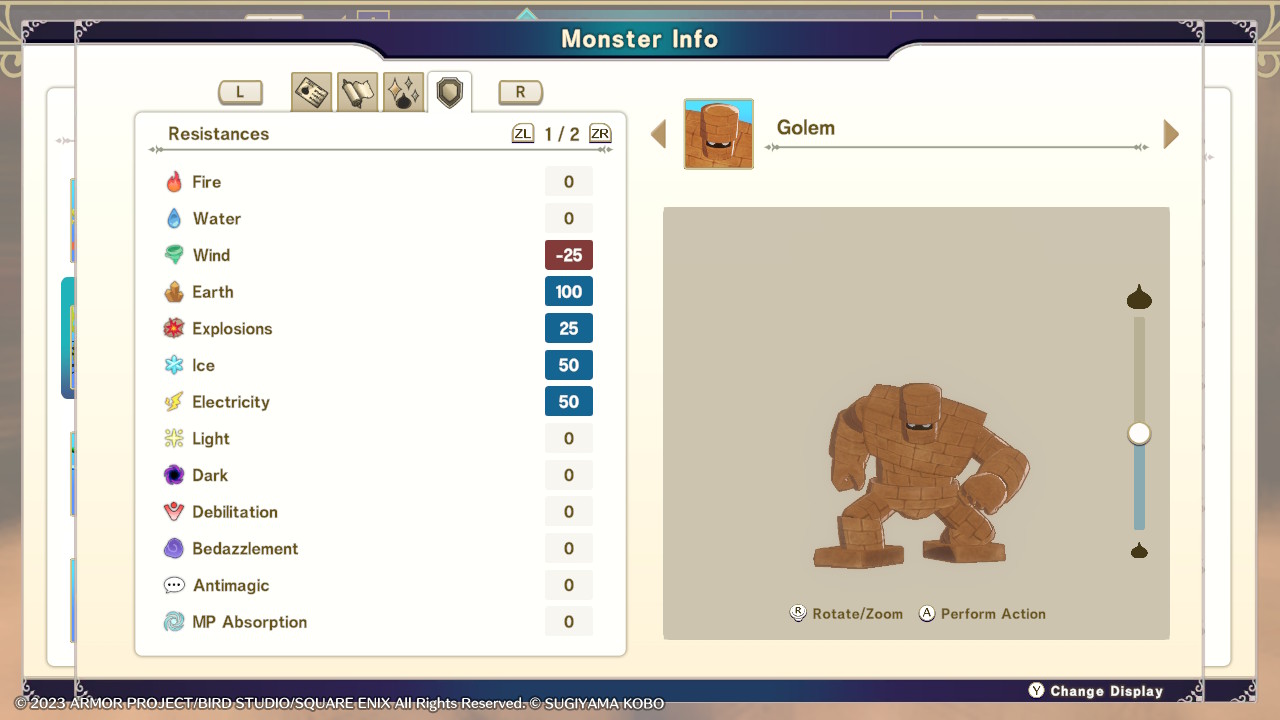 Monster Info
L
R
Resistances ZL 1 / 2 ZR
Golem
Fire 0
Water 0
Wind -25
Earth 100
Explosions 25
Ice 50
Electricity 50
Light 0
Dark 0
Debilitation 0
Bedazzlement 0
Antimagic 0
MP Absorption 0
R Rotate/Zoom A Perform Action
Y Change Display
© 2023 ARMOR PROJECT/BIRD STUDIO/SQUARE ENIX All Rights Reserved. © SUGIYAMA KOBO